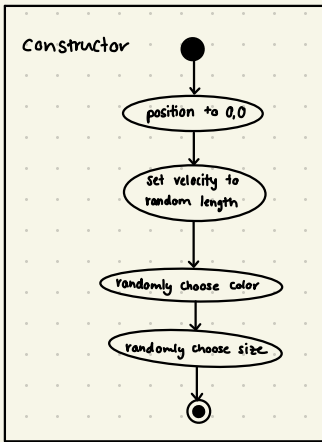 Constructor
position to 0,0
set velocity to
random length
randomly choose color
randomly choose size